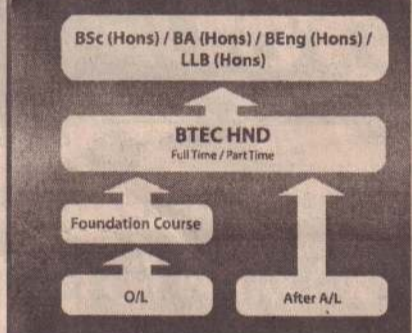 BSc (Hons) / BA (Hons) / BEng (Hons) /
LLB (Hons)
BTEC HND
Full Time / Part Time
Foundation Course
O/L
After A/L